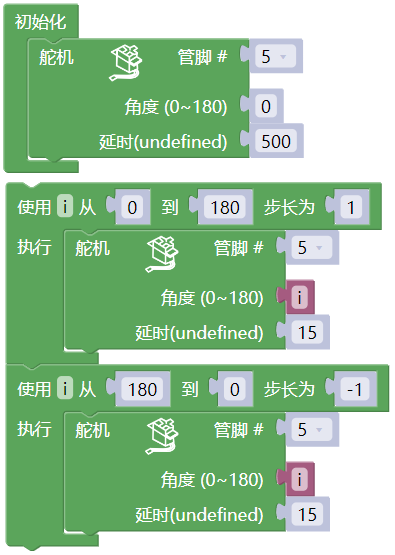 初始化
舵机 管脚 # 5
角度 (0~180) 0
延时(undefined) 500
使用 i 从 0 到 180 步长为 1
执行 舵机 管脚 # 5
角度 (0~180) i
延时(undefined) 15
使用 i 从 180 到 0 步长为 -1
执行 舵机 管脚 # 5
角度 (0~180) i
延时(undefined) 15